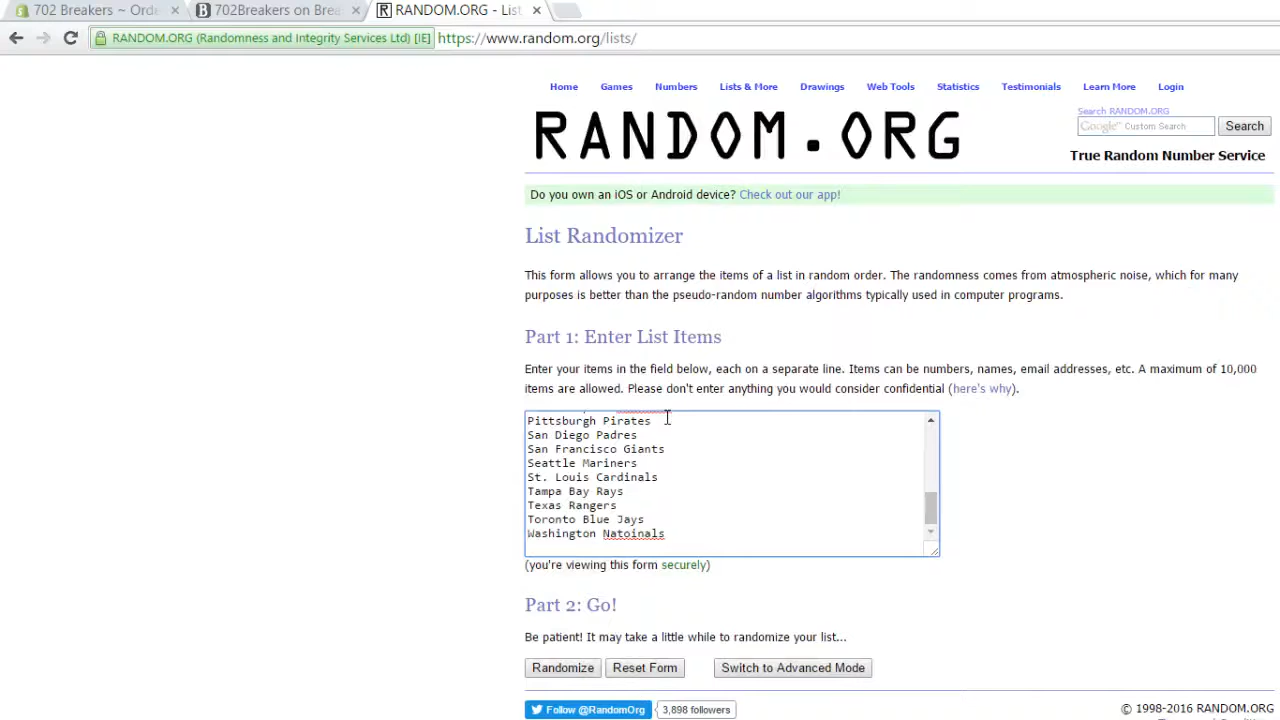 702 Breakers ~ Orde
702Breakers on Brea
RANDOM.ORG - List
RANDOM.ORG (Randomness and Integrity Services Ltd) [IE] https://www.random.org/lists/
Home Games Numbers Lists & More Drawings Web Tools Statistics Testimonials Learn More Login
RANDOM.ORG
Search RANDOM.ORG
Google™ Custom Search Search
True Random Number Service
Do you own an iOS or Android device? Check out our app!
List Randomizer
This form allows you to arrange the items of a list in random order. The randomness comes from atmospheric noise, which for many
purposes is better than the pseudo-random number algorithms typically used in computer programs.
Part 1: Enter List Items
Enter your items in the field below, each on a separate line. Items can be numbers, names, email addresses, etc. A maximum of 10,000
items are allowed. Please don't enter anything you would consider confidential (here's why).
Pittsburgh Pirates
San Diego Padres
San Francisco Giants
Seattle Mariners
St. Louis Cardinals
Tampa Bay Rays
Texas Rangers
Toronto Blue Jays
Washington Natoinals
(you're viewing this form securely)
Part 2: Go!
Be patient! It may take a little while to randomize your list...
Randomize Reset Form Switch to Advanced Mode
Follow @RandomOrg 3,898 followers
© 1998-2016 RANDOM.ORG